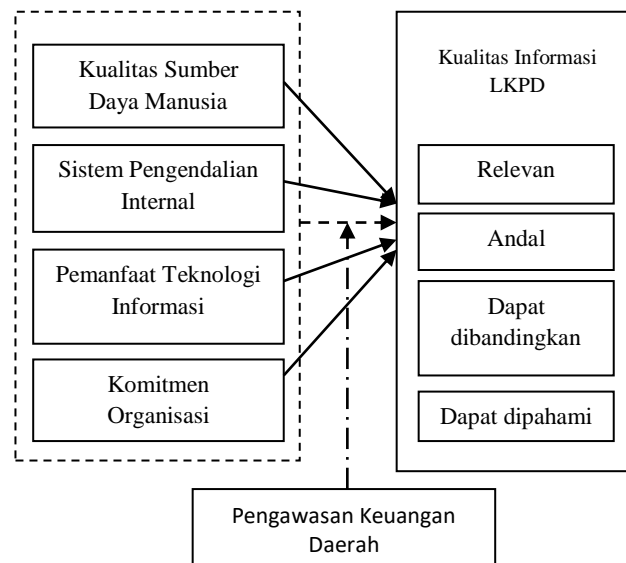 Kualitas Sumber
Daya Manusia
Sistem Pengendalian
Internal
Pemanfaat Teknologi
Informasi
Komitmen
Organisasi
Kualitas Informasi
LKPD
Relevan
Andal
Dapat
dibandingkan
Dapat dipahami
Pengawasan Keuangan
Daerah